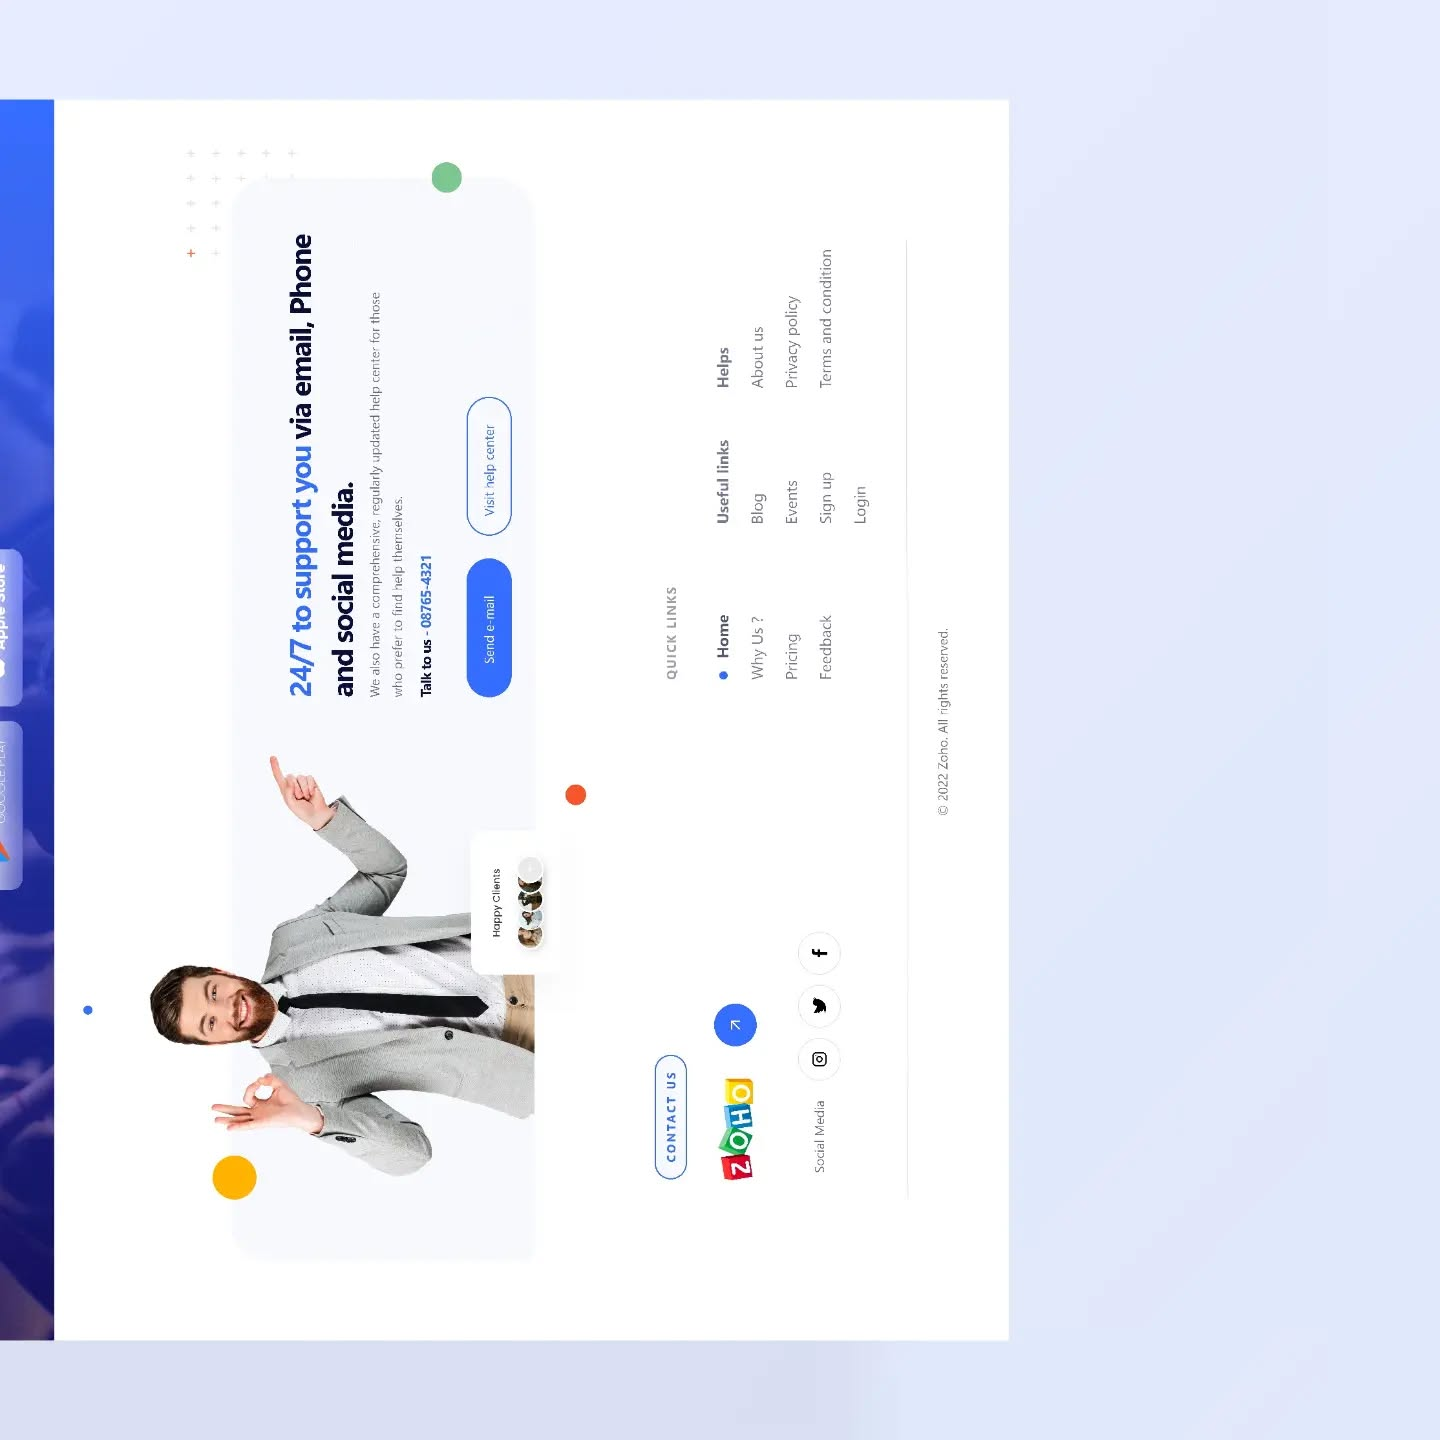 GOOGLE PLAY
Apple Store
24/7 to support you via email, Phone
and social media.
We also have a comprehensive, regularly updated help center for those
who prefer to find help themselves.
Talk to us - 08765-4321
Send e-mail
Visit help center
Happy Clients
CONTACT US
ZOHO
Social Media
QUICK LINKS
Home
Why Us ?
Pricing
Feedback
Useful links
Blog
Events
Sign up
Login
Helps
About us
Privacy policy
Terms and condition
© 2022 Zoho. All rights reserved.